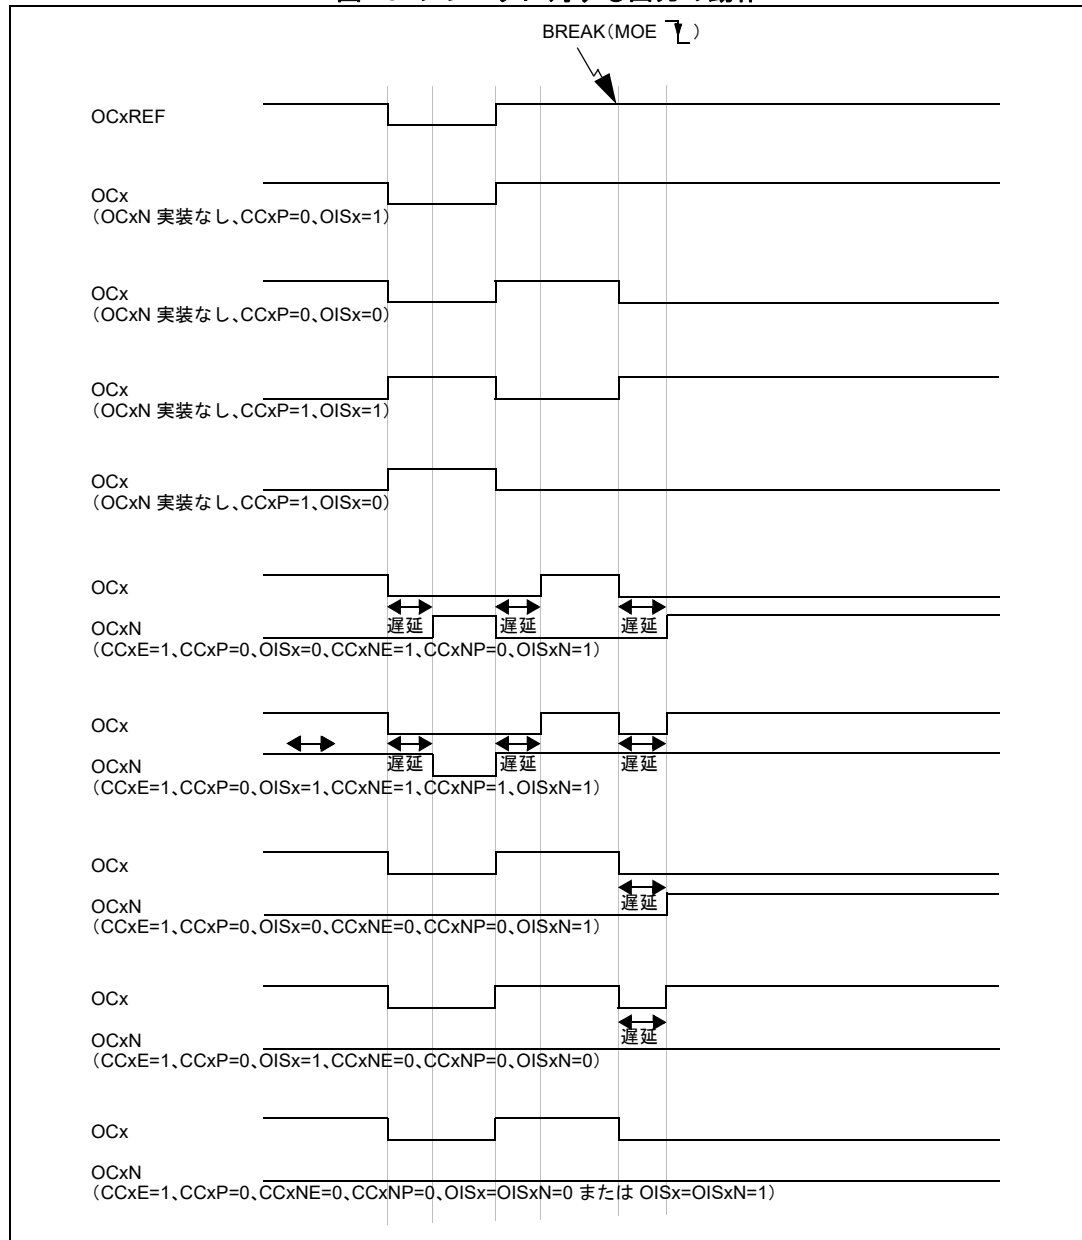 BREAK（MOE ）
OCxREF
OCx
（OCxN 実装なし、CCxP=0、OISx=1）
OCx
（OCxN 実装なし、CCxP=0、OISx=0）
OCx
（OCxN 実装なし、CCxP=1、OISx=1）
OCx
（OCxN 実装なし、CCxP=1、OISx=0）
OCx
遅延 遅延 遅延
OCxN
（CCxE=1、CCxP=0、OISx=0、CCxNE=1、CCxNP=0、OISxN=1）
OCx
遅延 遅延 遅延
OCxN
（CCxE=1、CCxP=0、OISx=1、CCxNE=1、CCxNP=1、OISxN=1）
OCx
遅延
OCxN
（CCxE=1、CCxP=0、OISx=0、CCxNE=0、CCxNP=0、OISxN=1）
OCx
遅延
OCxN
（CCxE=1、CCxP=0、OISx=1、CCxNE=0、CCxNP=0、OISxN=0）
OCx
OCxN
（CCxE=1、CCxP=0、CCxNE=0、CCxNP=0、OISx=OISxN=0 または OISx=OISxN=1）